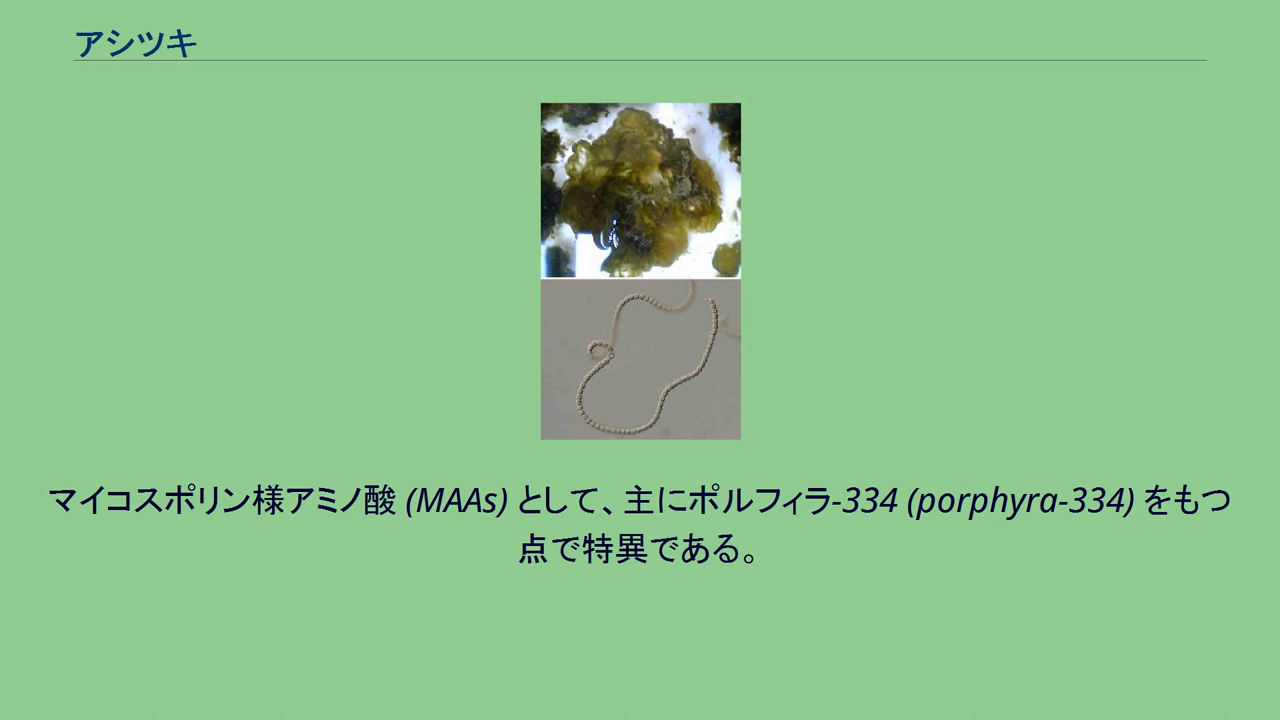 アシツキ
マイコスポリン様アミノ酸 (MAAs) として、主にポルフィラ-334 (porphyra-334) をもつ
点で特異である。